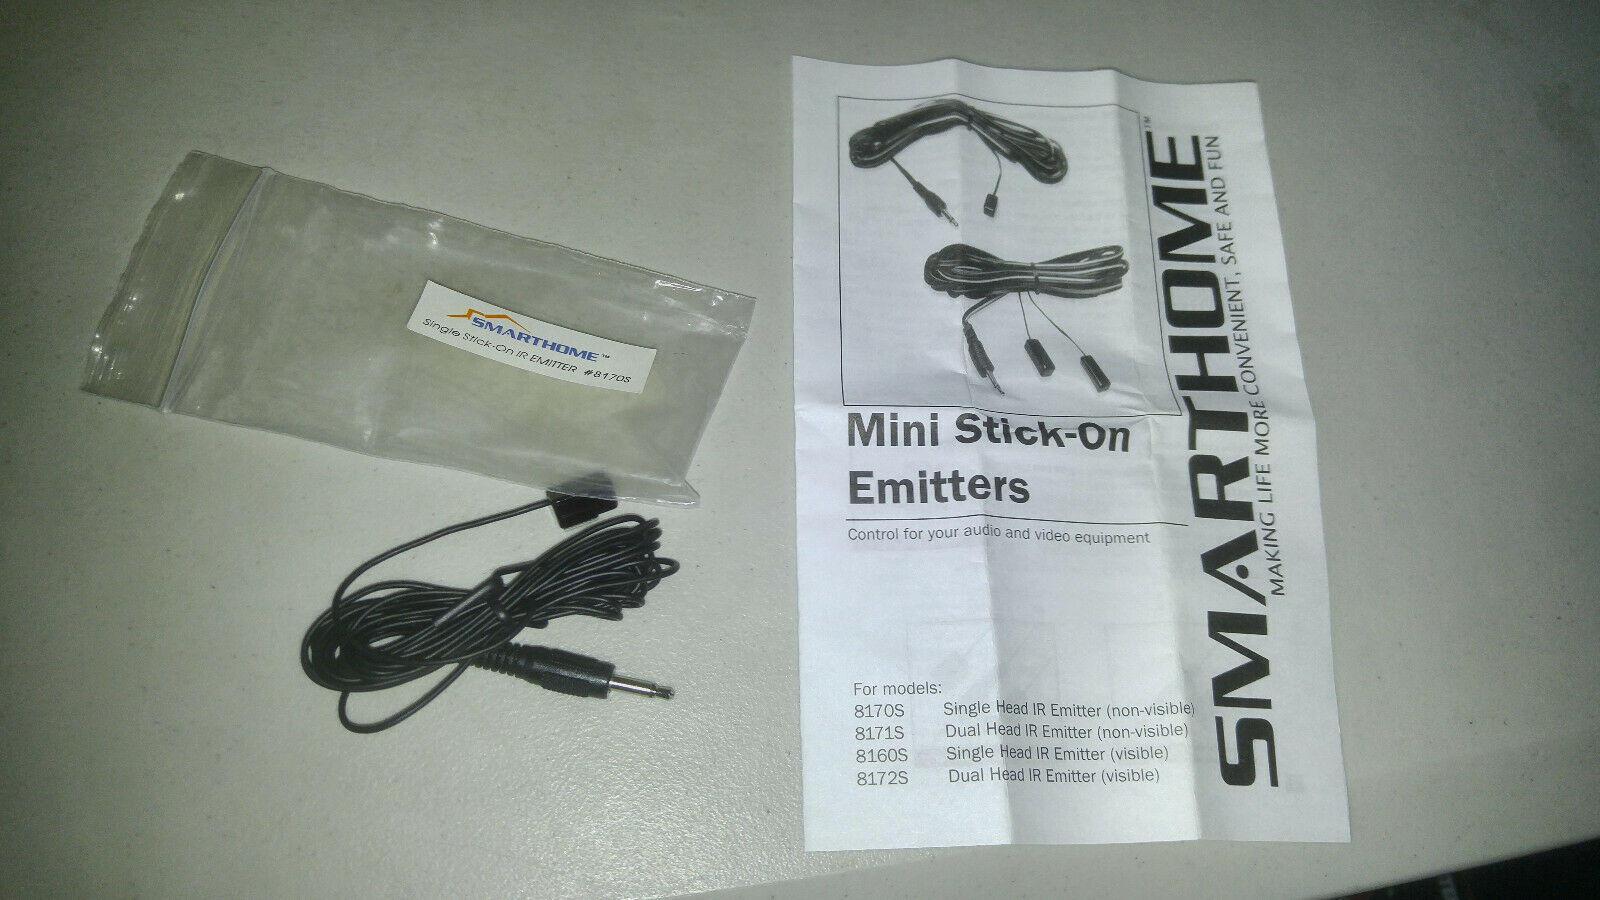 SMARTHOME™
Single Stick-On IR EMITTER #8170S
Mini Stick-On
Emitters
Control for your audio and video equipment
For models:
8170S Single Head IR Emitter (non-visible)
8171S Dual Head IR Emitter (non-visible)
8160S Single Head IR Emitter (visible)
8172S Dual Head IR Emitter (visible)
SMARTHOME™
MAKING LIFE MORE CONVENIENT, SAFE AND FUN